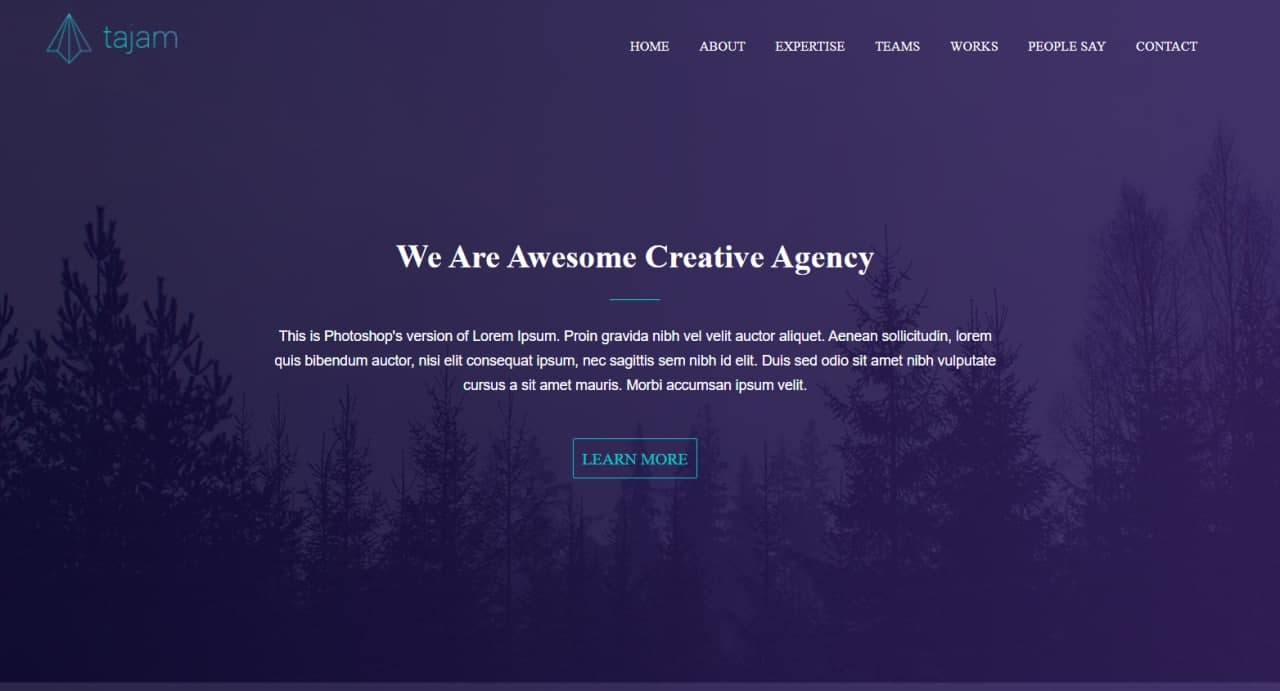 tajam
HOME ABOUT EXPERTISE TEAMS WORKS PEOPLE SAY CONTACT
We Are Awesome Creative Agency
This is Photoshop's version of Lorem Ipsum. Proin gravida nibh vel velit auctor aliquet. Aenean sollicitudin, lorem
quis bibendum auctor, nisi elit consequat ipsum, nec sagittis sem nibh id elit. Duis sed odio sit amet nibh vulputate
cursus a sit amet mauris. Morbi accumsan ipsum velit.
LEARN MORE